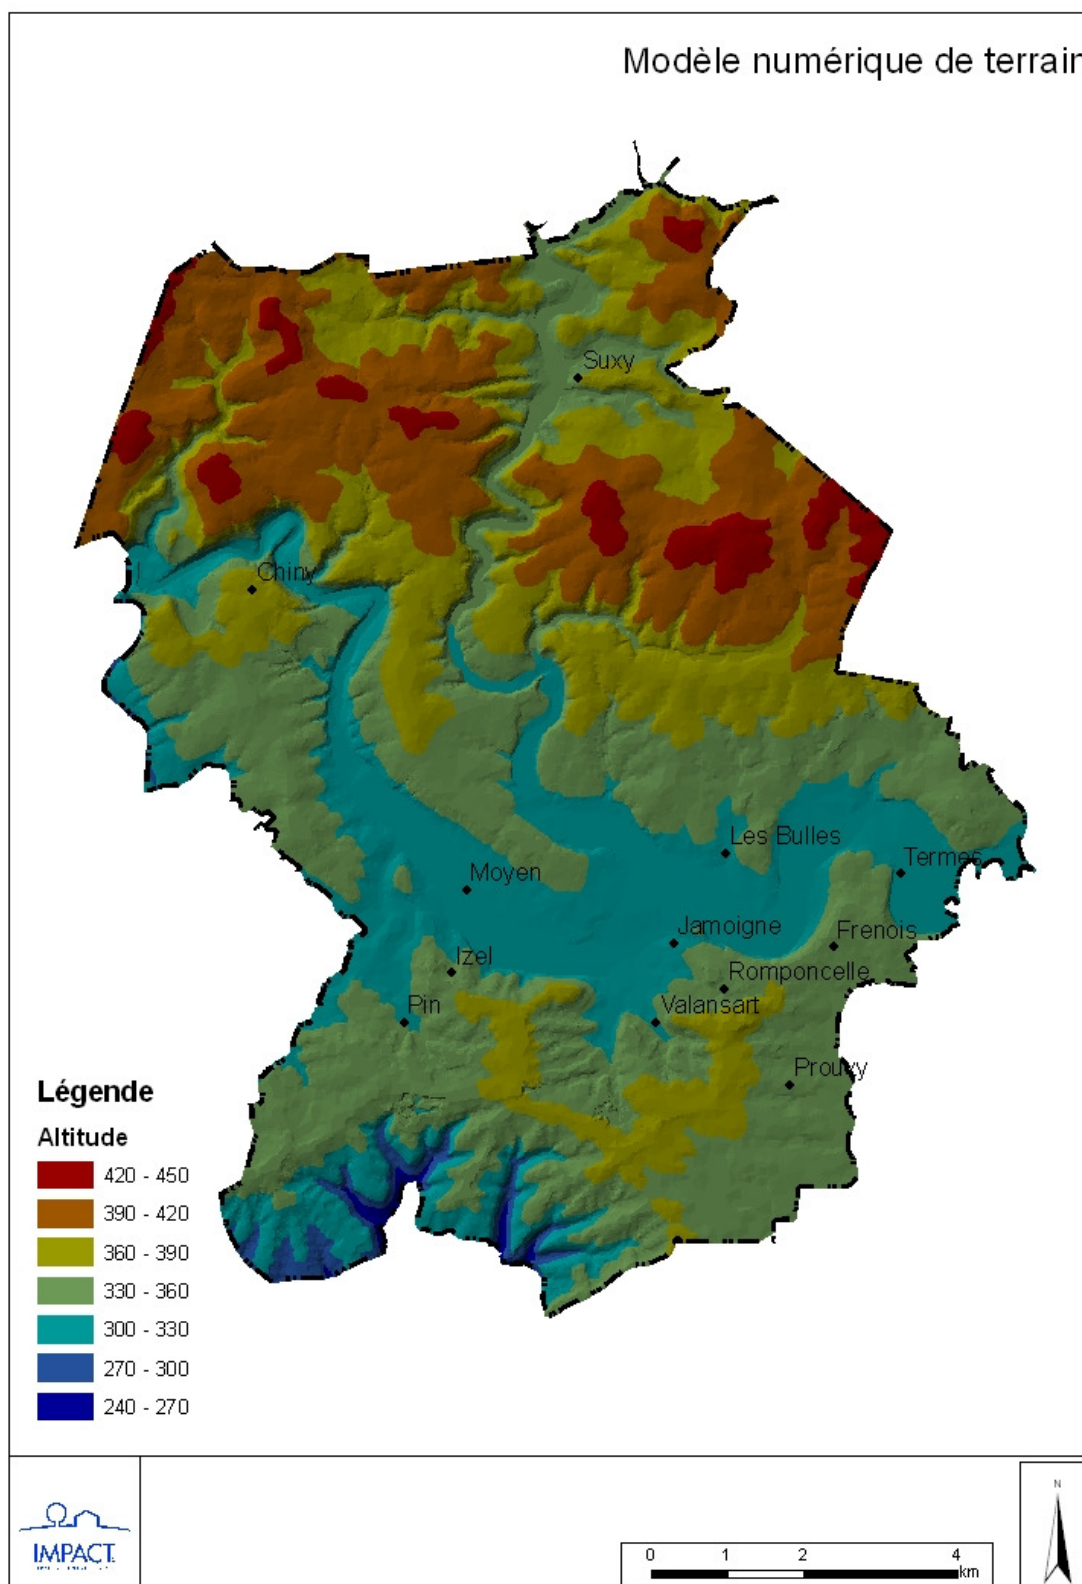 Modèle numérique de terrain
Suxy
Chiny
Les Bulles
Termes
Moyen
Jamoigne
Frenois
Izel
Romponcelle
Pin
Valansart
Prouvy
Légende
Altitude
420 - 450
390 - 420
360 - 390
330 - 360
300 - 330
270 - 300
240 - 270
N
IMPACT
0 1 2 4
km